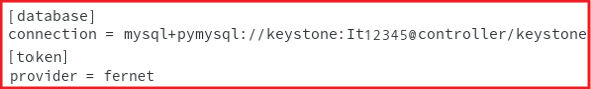 [database]
connection = mysql+pymysql://keystone:It12345@controller/keystone
[token]
provider = fernet